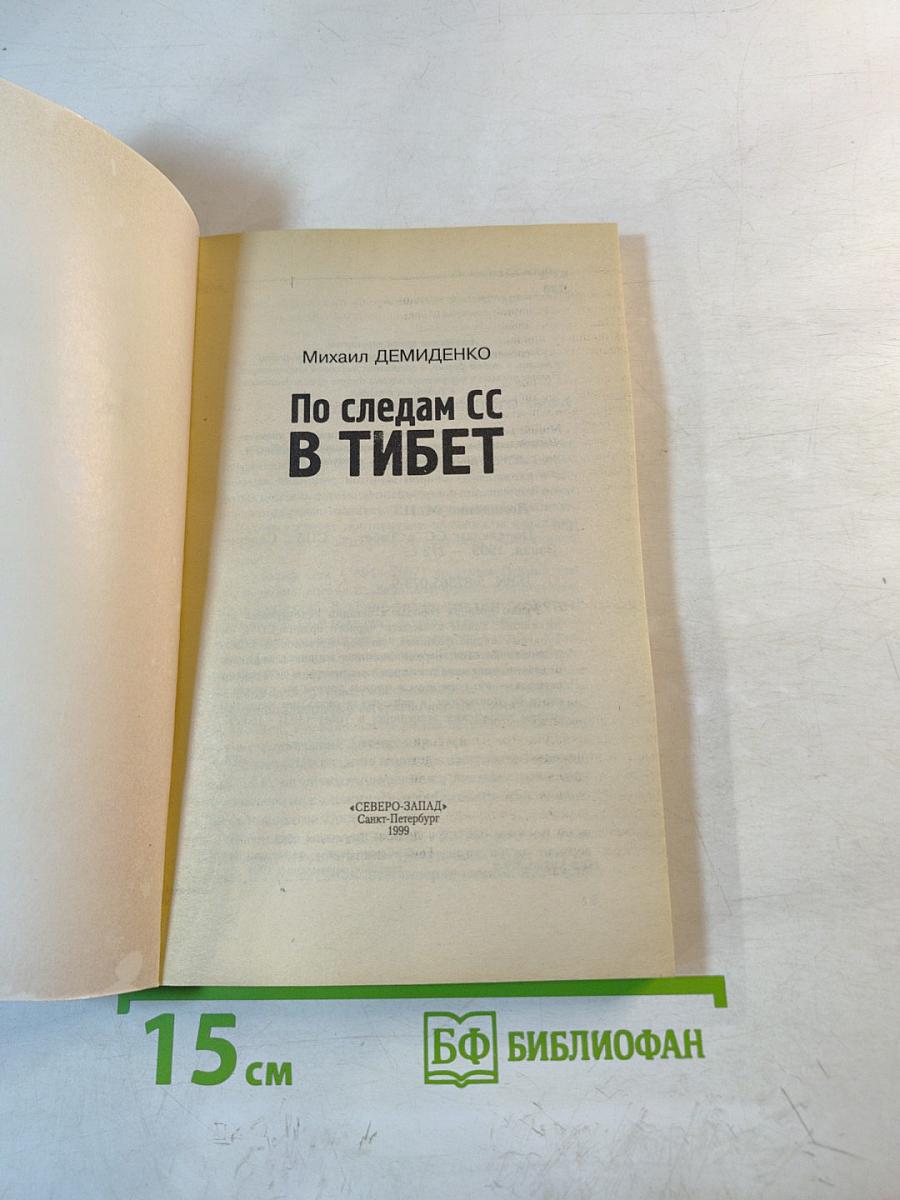 Михаил ДЕМИДЕНКО
По следам СС
В ТИБЕТ
«СЕВЕРО-ЗАПАД»
Санкт-Петербург
1999
15 см
БФ БИБЛИОФАН